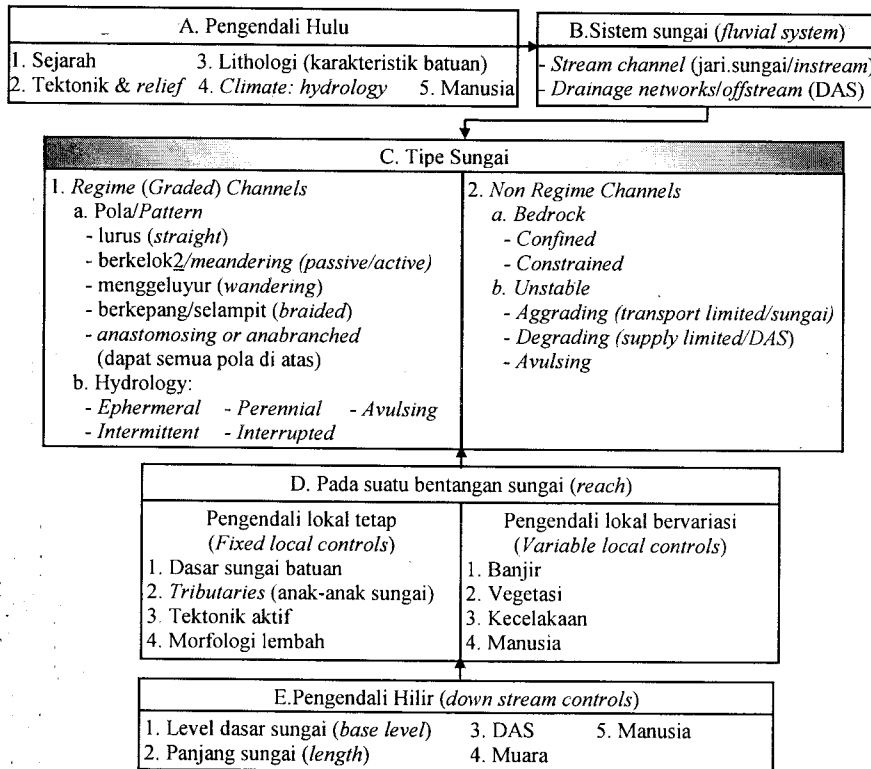 A. Pengendali Hulu
1. Sejarah 3. Lithologi (karakteristik batuan)
2. Tektonik & relief 4. Climate: hydrology 5. Manusia
B.Sistem sungai (fluvial system)
- Stream channel (jari.sungai/instream)
- Drainage networks/offstream (DAS)
C. Tipe Sungai
1. Regime (Graded) Channels
a. Pola/Pattern
- lurus (straight)
- berkelok2/meandering (passive/active)
- menggeluyur (wandering)
- berkepang/selampit (braided)
- anastomosing or anabranched
(dapat semua pola di atas)
b. Hydrology:
- Ephermeral - Perennial - Avulsing
- Intermittent - Interrupted
2. Non Regime Channels
a. Bedrock
- Confined
- Constrained
b. Unstable
- Aggrading (transport limited/sungai)
- Degrading (supply limited/DAS)
- Avulsing
D. Pada suatu bentangan sungai (reach)
Pengendali lokal tetap
(Fixed local controls)
1. Dasar sungai batuan
2. Tributaries (anak-anak sungai)
3. Tektonik aktif
4. Morfologi lembah
Pengendali lokal bervariasi
(Variable local controls)
1. Banjir
2. Vegetasi
3. Kecelakaan
4. Manusia
E.Pengendali Hilir (down stream controls)
1. Level dasar sungai (base level) 3. DAS 5. Manusia
2. Panjang sungai (length) 4. Muara